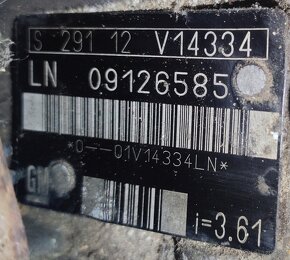 S 291 12 V14334
LN 09126585
*0--01V14334LN*
GM
i=3.61